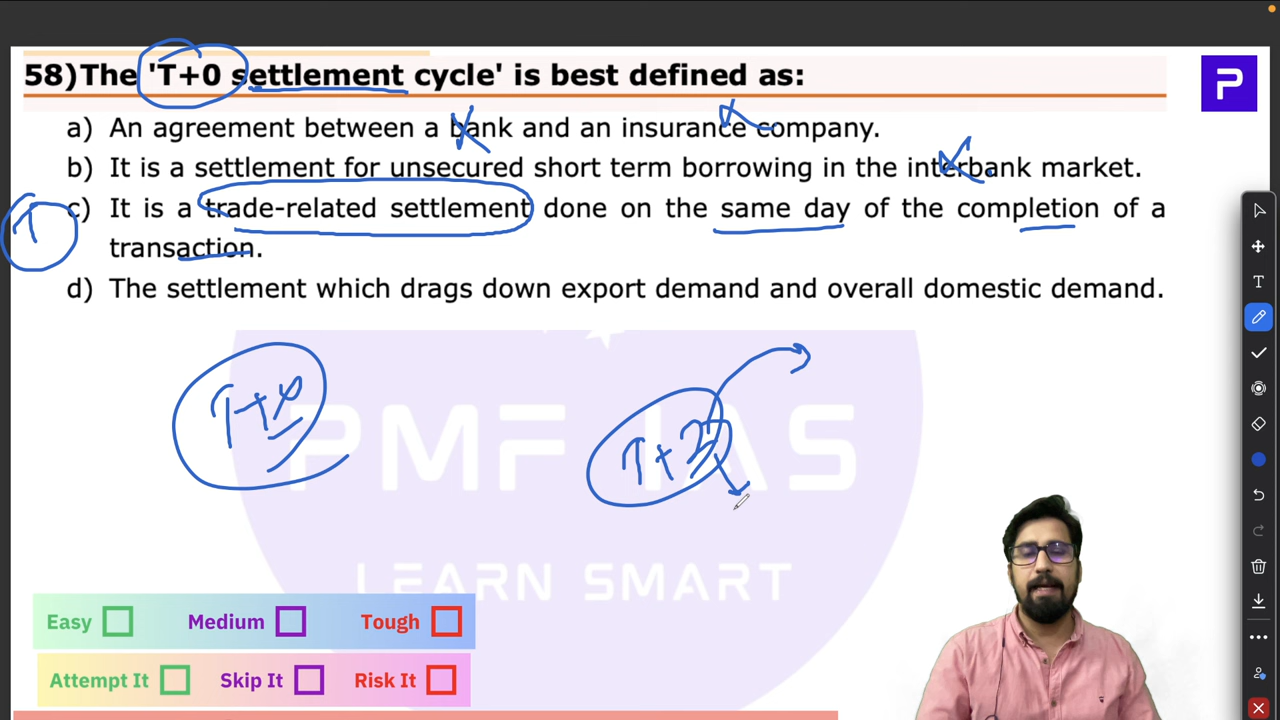 58)The 'T+0 settlement cycle' is best defined as:
P
a) An agreement between a bank and an insurance company.
b) It is a settlement for unsecured short term borrowing in the interbank market.
c) It is a trade-related settlement done on the same day of the completion of a
transaction.
T
d) The settlement which drags down export demand and overall domestic demand.
T+0
T+2
PMF IAS
LEARN SMART
Easy Medium Tough
Attempt It Skip It Risk It
T